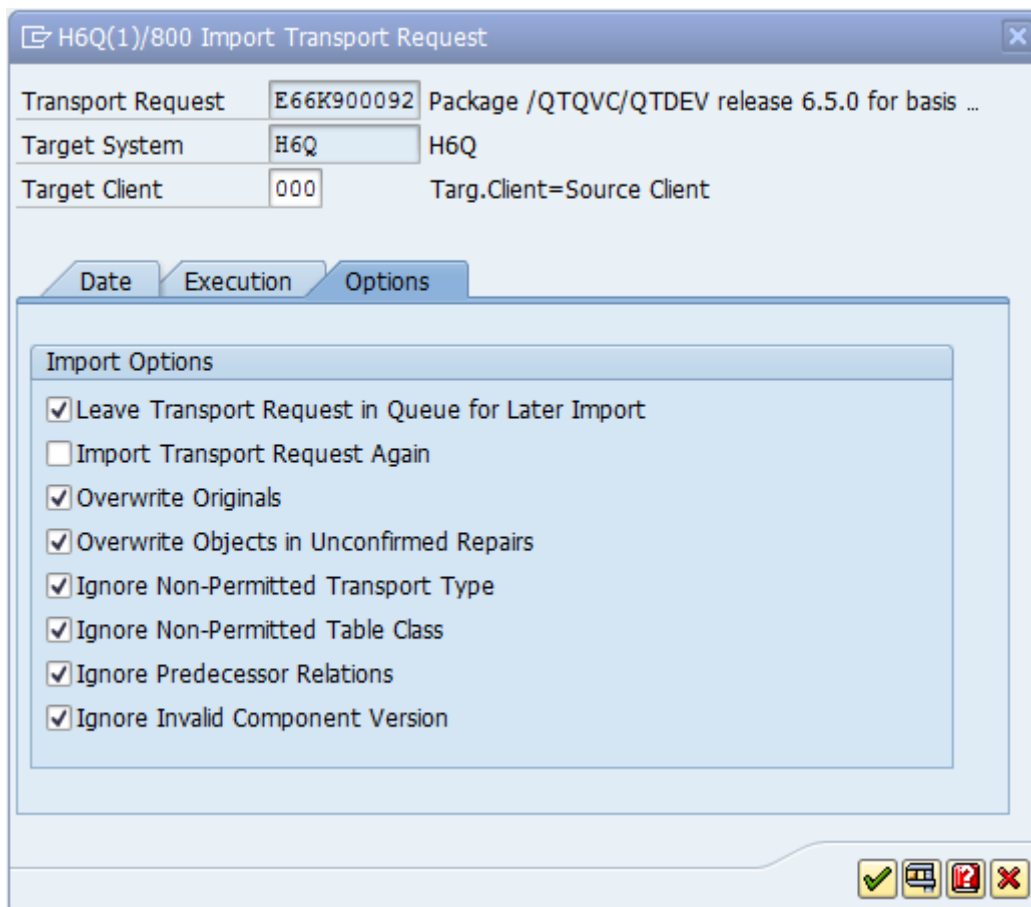 H6Q(1)/800 Import Transport Request
Transport Request E66K900092 Package /QTQVC/QTDEV release 6.5.0 for basis ...
Target System H6Q H6Q
Target Client 000 Targ.Client=Source Client
Date Execution Options
Import Options
Leave Transport Request in Queue for Later Import
Import Transport Request Again
Overwrite Originals
Overwrite Objects in Unconfirmed Repairs
Ignore Non-Permitted Transport Type
Ignore Non-Permitted Table Class
Ignore Predecessor Relations
Ignore Invalid Component Version